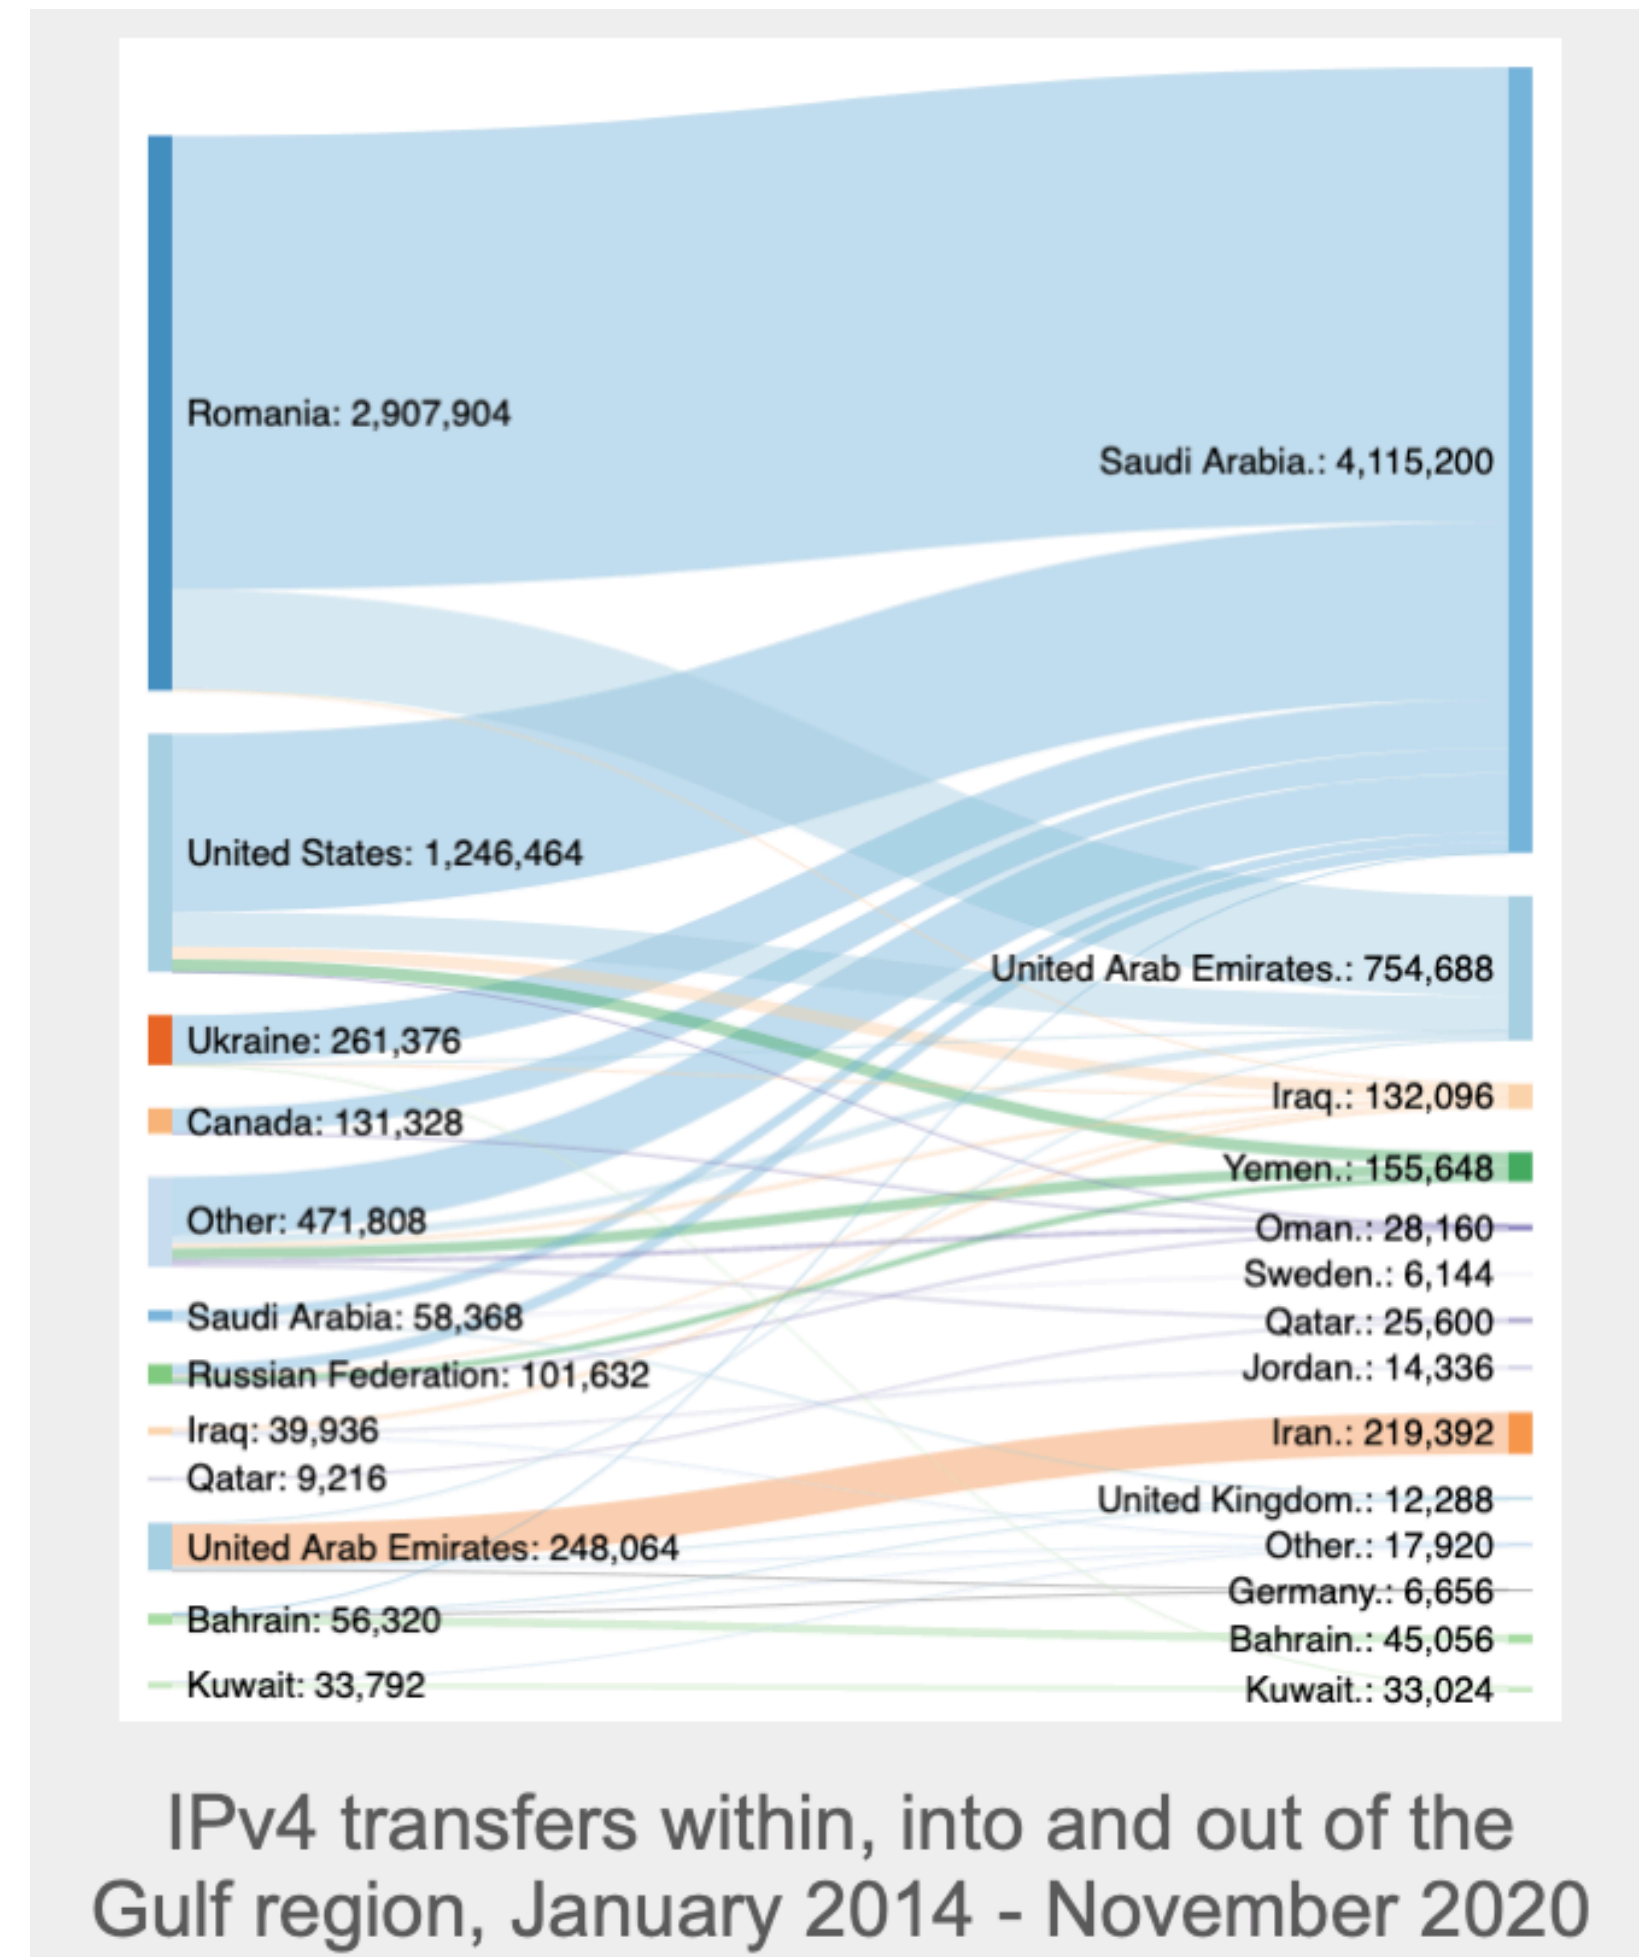 Romania: 2,907,904
United States: 1,246,464
Ukraine: 261,376
Canada: 131,328
Other: 471,808
Saudi Arabia: 58,368
Russian Federation: 101,632
Iraq: 39,936
Qatar: 9,216
United Arab Emirates: 248,064
Bahrain: 56,320
Kuwait: 33,792
Saudi Arabia.: 4,115,200
United Arab Emirates.: 754,688
Iraq.: 132,096
Yemen.: 155,648
Oman.: 28,160
Sweden.: 6,144
Qatar.: 25,600
Jordan.: 14,336
Iran.: 219,392
United Kingdom.: 12,288
Other.: 17,920
Germany.: 6,656
Bahrain.: 45,056
Kuwait.: 33,024
IPv4 transfers within, into and out of the
Gulf region, January 2014 - November 2020